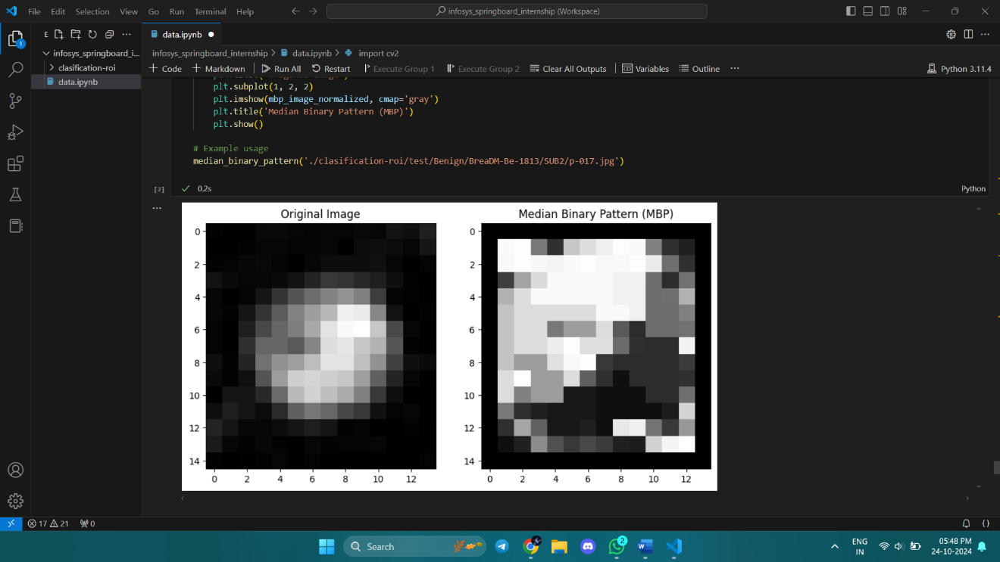 File Edit Selection View Go Run Terminal Help
infosys_springboard_internship (Workspace)
1
E
infosys_springboard_i...
clasification-roi
data.ipynb
data.ipynb
infosys_springboard_internship > data.ipynb > import cv2
Code Markdown Run All Restart Execute Group 1 Execute Group 2 Clear All Outputs Variables Outline ... Python 3.11.4
plt.subplot(1, 2, 2)
plt.imshow(mbp_image_normalized, cmap='gray')
plt.title('Median Binary Pattern (MBP)')
plt.show()
# Example usage
median_binary_pattern('./clasification-roi/test/Benign/BreaDM-Be-1813/SUB2/p-017.jpg')
[2] 0.2s Python
...
Original Image Median Binary Pattern (MBP)
0 0
2 2
4 4
6 6
8 8
10 10
12 12
14 14
0 2 4 6 8 10 12 0 2 4 6 8 10 12
17 21 0
Search
2
ENG
IN
05:48 PM
24-10-2024